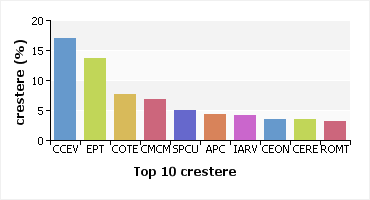 crestere (%)
20
15
10
5
0
CCEV EPT COTE CMCM SPCU APC IARV CEON CERE ROMT
Top 10 crestere